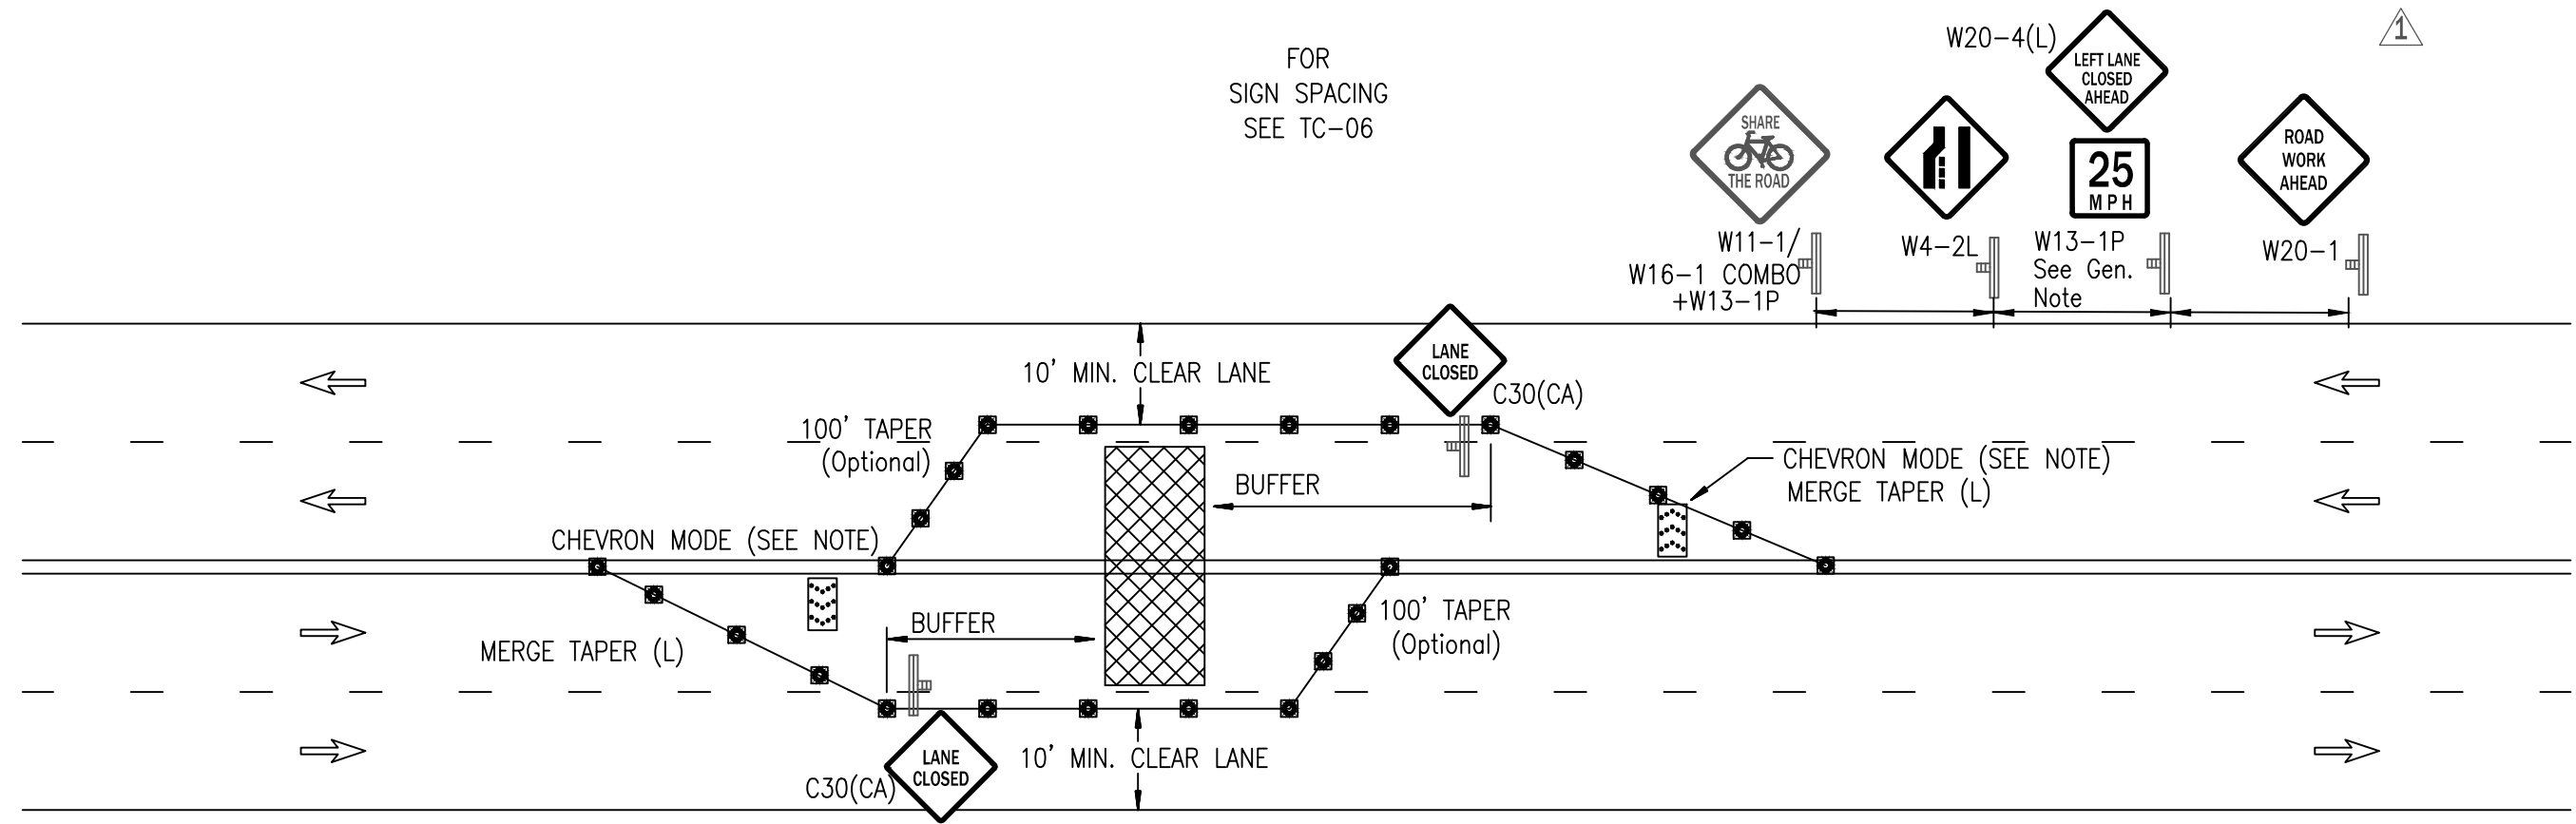 FOR
SIGN SPACING
SEE TC-06
W20-4(L)
LEFT LANE
CLOSED
AHEAD
1
SHARE
THE ROAD
25
MPH
ROAD
WORK
AHEAD
W11-1/
W16-1 COMBO
+W13-1P
W4-2L
W13-1P
See Gen.
Note
W20-1
LANE
CLOSED
C30(CA)
10' MIN. CLEAR LANE
100' TAPER
(Optional)
BUFFER
CHEVRON MODE (SEE NOTE)
MERGE TAPER (L)
CHEVRON MODE (SEE NOTE)
MERGE TAPER (L)
BUFFER
100' TAPER
(Optional)
LANE
CLOSED
C30(CA)
10' MIN. CLEAR LANE